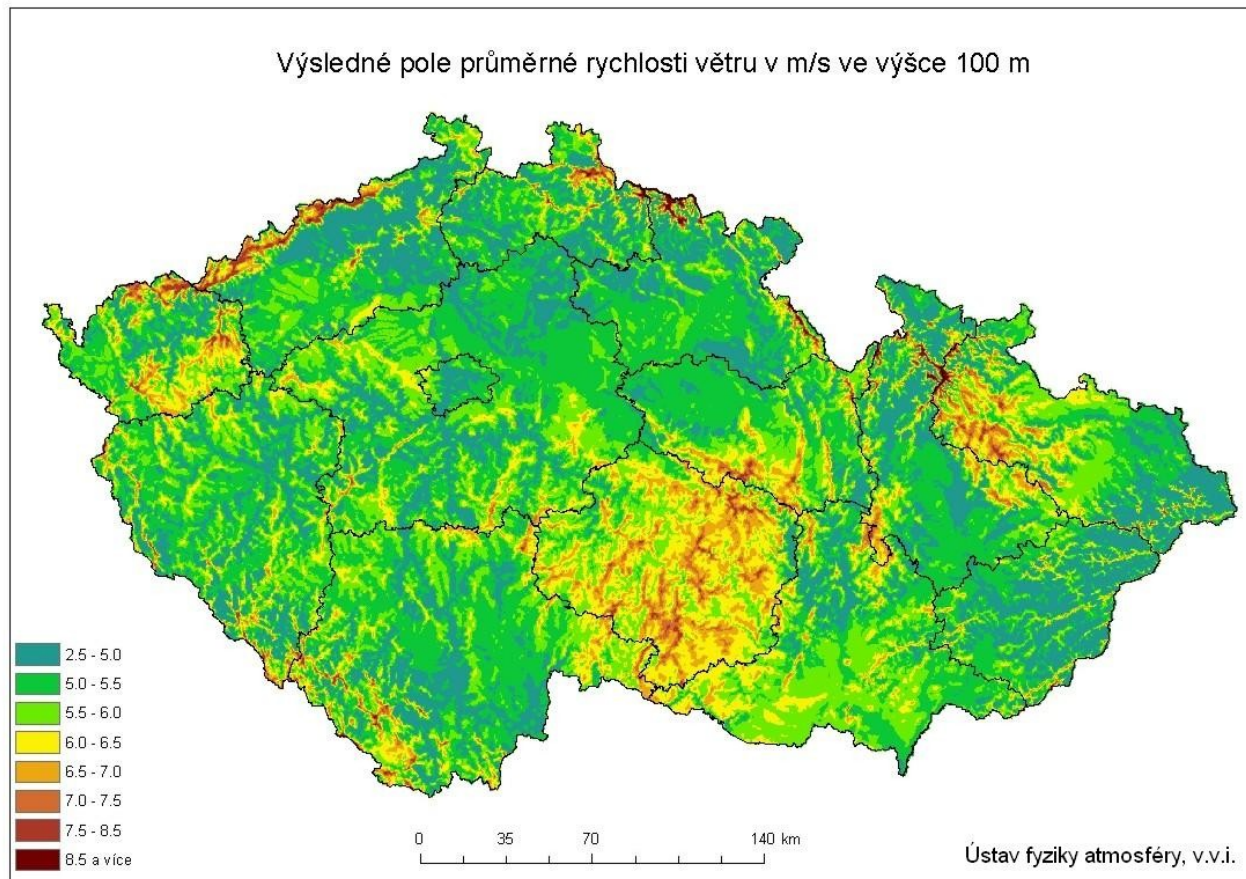 Výsledné pole průměrné rychlosti větru v m/s ve výšce 100 m
2.5 - 5.0
5.0 - 5.5
5.5 - 6.0
6.0 - 6.5
6.5 - 7.0
7.0 - 7.5
7.5 - 8.5
8.5 a více
0 35 70 140 km
Ústav fyziky atmosféry, v.v.i.